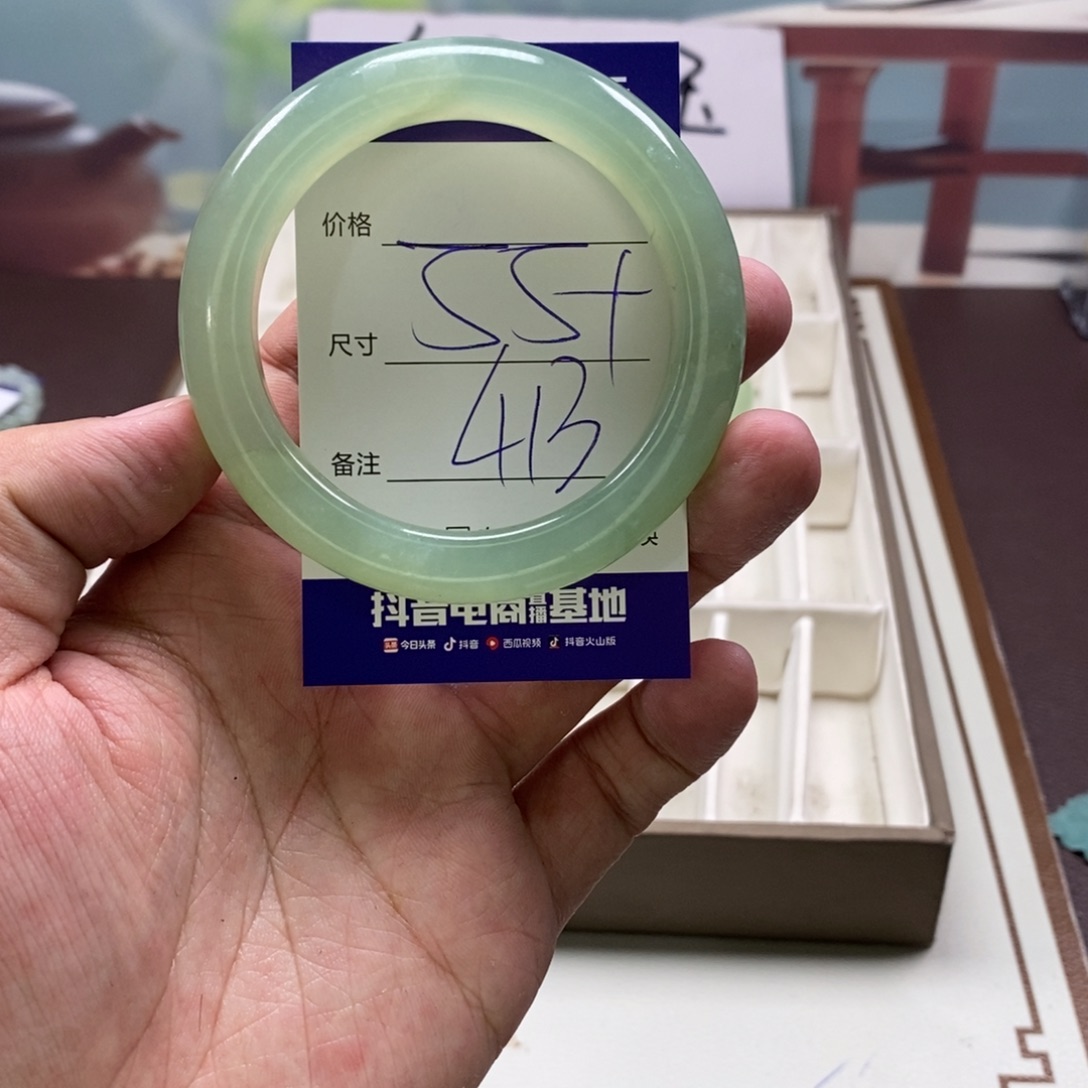 价格
55+
尺寸
413
备注
抖音电商直播基地
今日头条 抖音 西瓜视频 抖音火山版